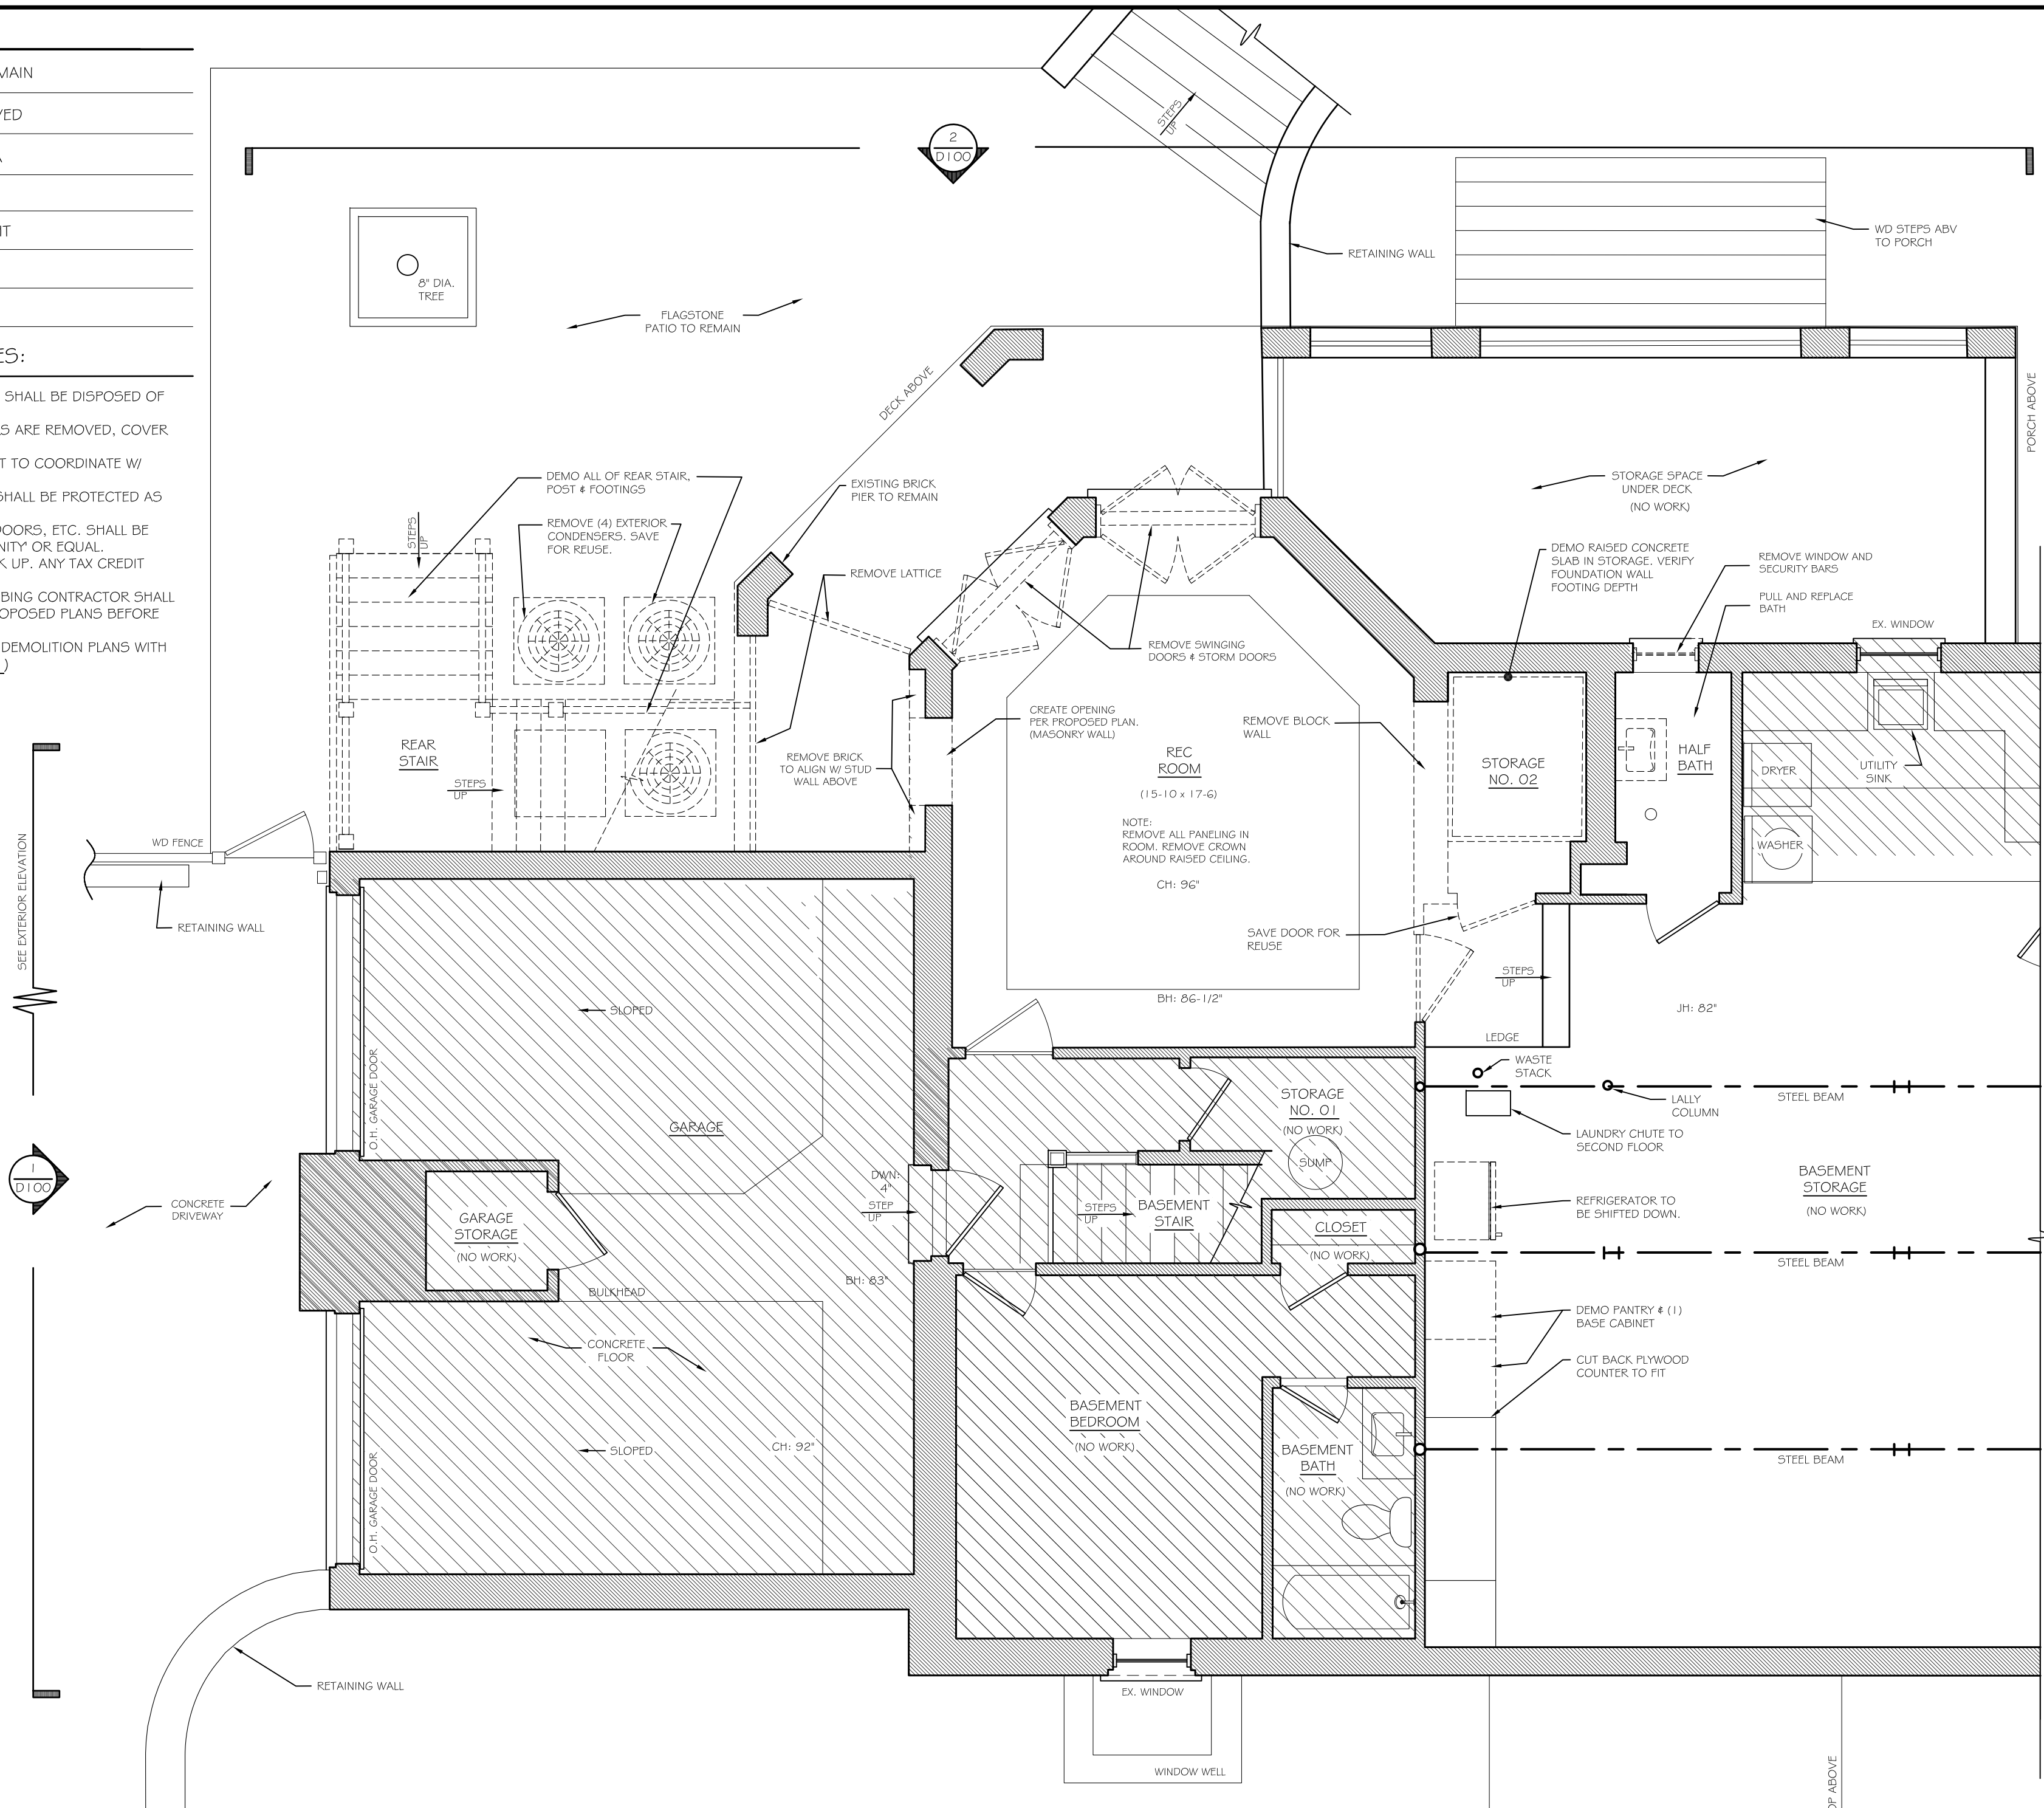 MAIN
VED
A
IT
ES:
SHALL BE DISPOSED OF
S ARE REMOVED, COVER
T TO COORDINATE W/
SHALL BE PROTECTED AS
DOORS, ETC. SHALL BE
NITY' OR EQUAL.
K UP. ANY TAX CREDIT
BING CONTRACTOR SHALL
OPOSED PLANS BEFORE
DEMOLITION PLANS WITH
)
2
D100
STEPS
UP
RETAINING WALL
WD STEPS ABV
TO PORCH
8" DIA.
TREE
FLAGSTONE
PATIO TO REMAIN
DECK ABOVE
PORCH ABOVE
DEMO ALL OF REAR STAIR,
POST & FOOTINGS
EXISTING BRICK
PIER TO REMAIN
STORAGE SPACE
UNDER DECK
(NO WORK)
STEPS
UP
REMOVE (4) EXTERIOR
CONDENSERS. SAVE
FOR REUSE.
REMOVE LATTICE
DEMO RAISED CONCRETE
SLAB IN STORAGE. VERIFY
FOUNDATION WALL
FOOTING DEPTH
REMOVE WINDOW AND
SECURITY BARS
PULL AND REPLACE
BATH
EX. WINDOW
REMOVE SWINGING
DOORS & STORM DOORS
CREATE OPENING
PER PROPOSED PLAN.
(MASONRY WALL)
REMOVE BLOCK
WALL
REAR
STAIR
REMOVE BRICK
TO ALIGN W/ STUD
WALL ABOVE
REC
ROOM
(15-10 x 17-6)
STORAGE
NO. 02
HALF
BATH
DRYER
UTILITY
SINK
STEPS
UP
NOTE:
REMOVE ALL PANELING IN
ROOM. REMOVE CROWN
AROUND RAISED CEILING.
CH: 96"
WASHER
WD FENCE
SEE EXTERIOR ELEVATION
RETAINING WALL
SAVE DOOR FOR
REUSE
STEPS
UP
BH: 86-1/2"
JH: 82"
SLOPED
LEDGE
O.H. GARAGE DOOR
WASTE
STACK
STORAGE
NO. 01
(NO WORK)
SUMP
LALLY
COLUMN
STEEL BEAM
GARAGE
LAUNDRY CHUTE TO
SECOND FLOOR
1
D100
DWN:
4"
STEP
UP
STEPS
UP
BASEMENT
STAIR
BASEMENT
STORAGE
(NO WORK)
CONCRETE
DRIVEWAY
GARAGE
STORAGE
(NO WORK)
REFRIGERATOR TO
BE SHIFTED DOWN.
CLOSET
(NO WORK)
STEEL BEAM
BH: 83"
BULKHEAD
DEMO PANTRY & (1)
BASE CABINET
CONCRETE
FLOOR
CUT BACK PLYWOOD
COUNTER TO FIT
BASEMENT
BEDROOM
(NO WORK)
SLOPED
CH: 92"
BASEMENT
BATH
(NO WORK)
STEEL BEAM
O.H. GARAGE DOOR
RETAINING WALL
EX. WINDOW
WINDOW WELL
OP ABOVE